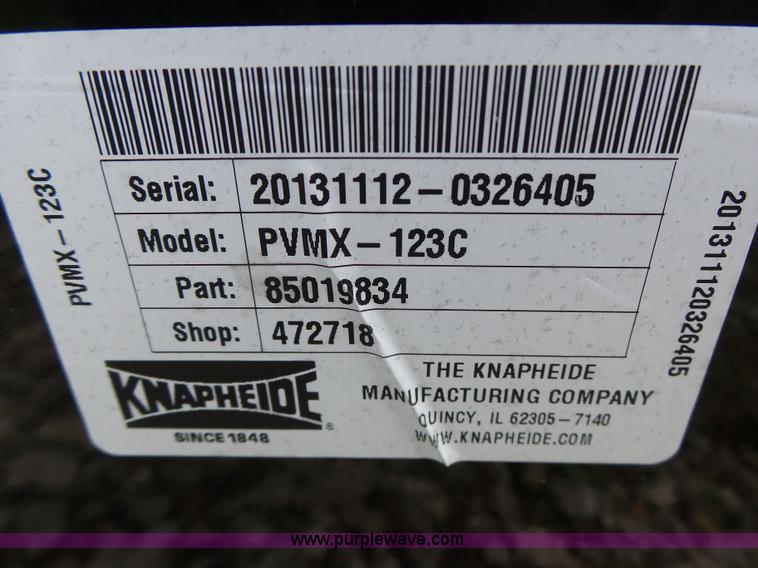 Serial: 20131112-0326405
Model: PVMX-123C
Part: 85019834
Shop: 472718
PVMX-123C
201311120326405
KNAPHEIDE®
SINCE 1848
THE KNAPHEIDE
MANUFACTURING COMPANY
QUINCY, IL 62305-7140
WWW.KNAPHEIDE.COM
www.purplewave.com